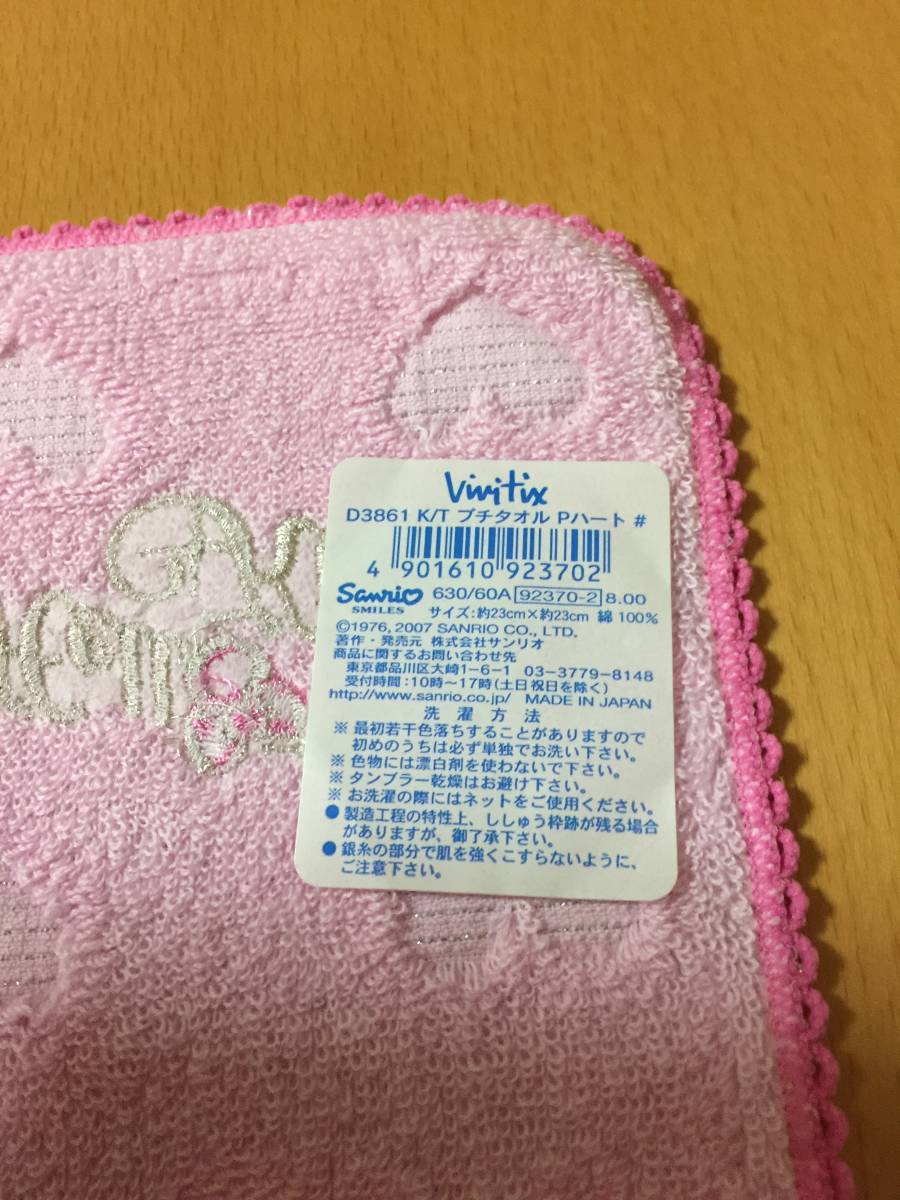 Vivitix
D3861 K/T プチタオル Pハート #
4 901610 923702
Sanrio 630/60A 92370-2 8.00
SMILES サイズ:約23cm×約23cm 綿 100%
©1976, 2007 SANRIO CO., LTD.
著作・発売元 株式会社サンリオ
商品に関するお問い合わせ先
東京都品川区大崎1-6-1 03-3779-8148
受付時間:10時〜17時(土日祝日を除く)
http://www.sanrio.co.jp/ MADE IN JAPAN
洗濯方法
※ 最初若干色落ちすることがありますので
初めのうちは必ず単独でお洗い下さい。
※ 色物には漂白剤を使わないで下さい。
※ タンブラー乾燥はお避け下さい。
※ お洗濯の際にはネットをご使用ください。
● 製造工程の特性上、ししゅう枠跡が残る場合
がありますが、御了承下さい。
● 銀糸の部分で肌を強くこすらないように、
ご注意下さい。